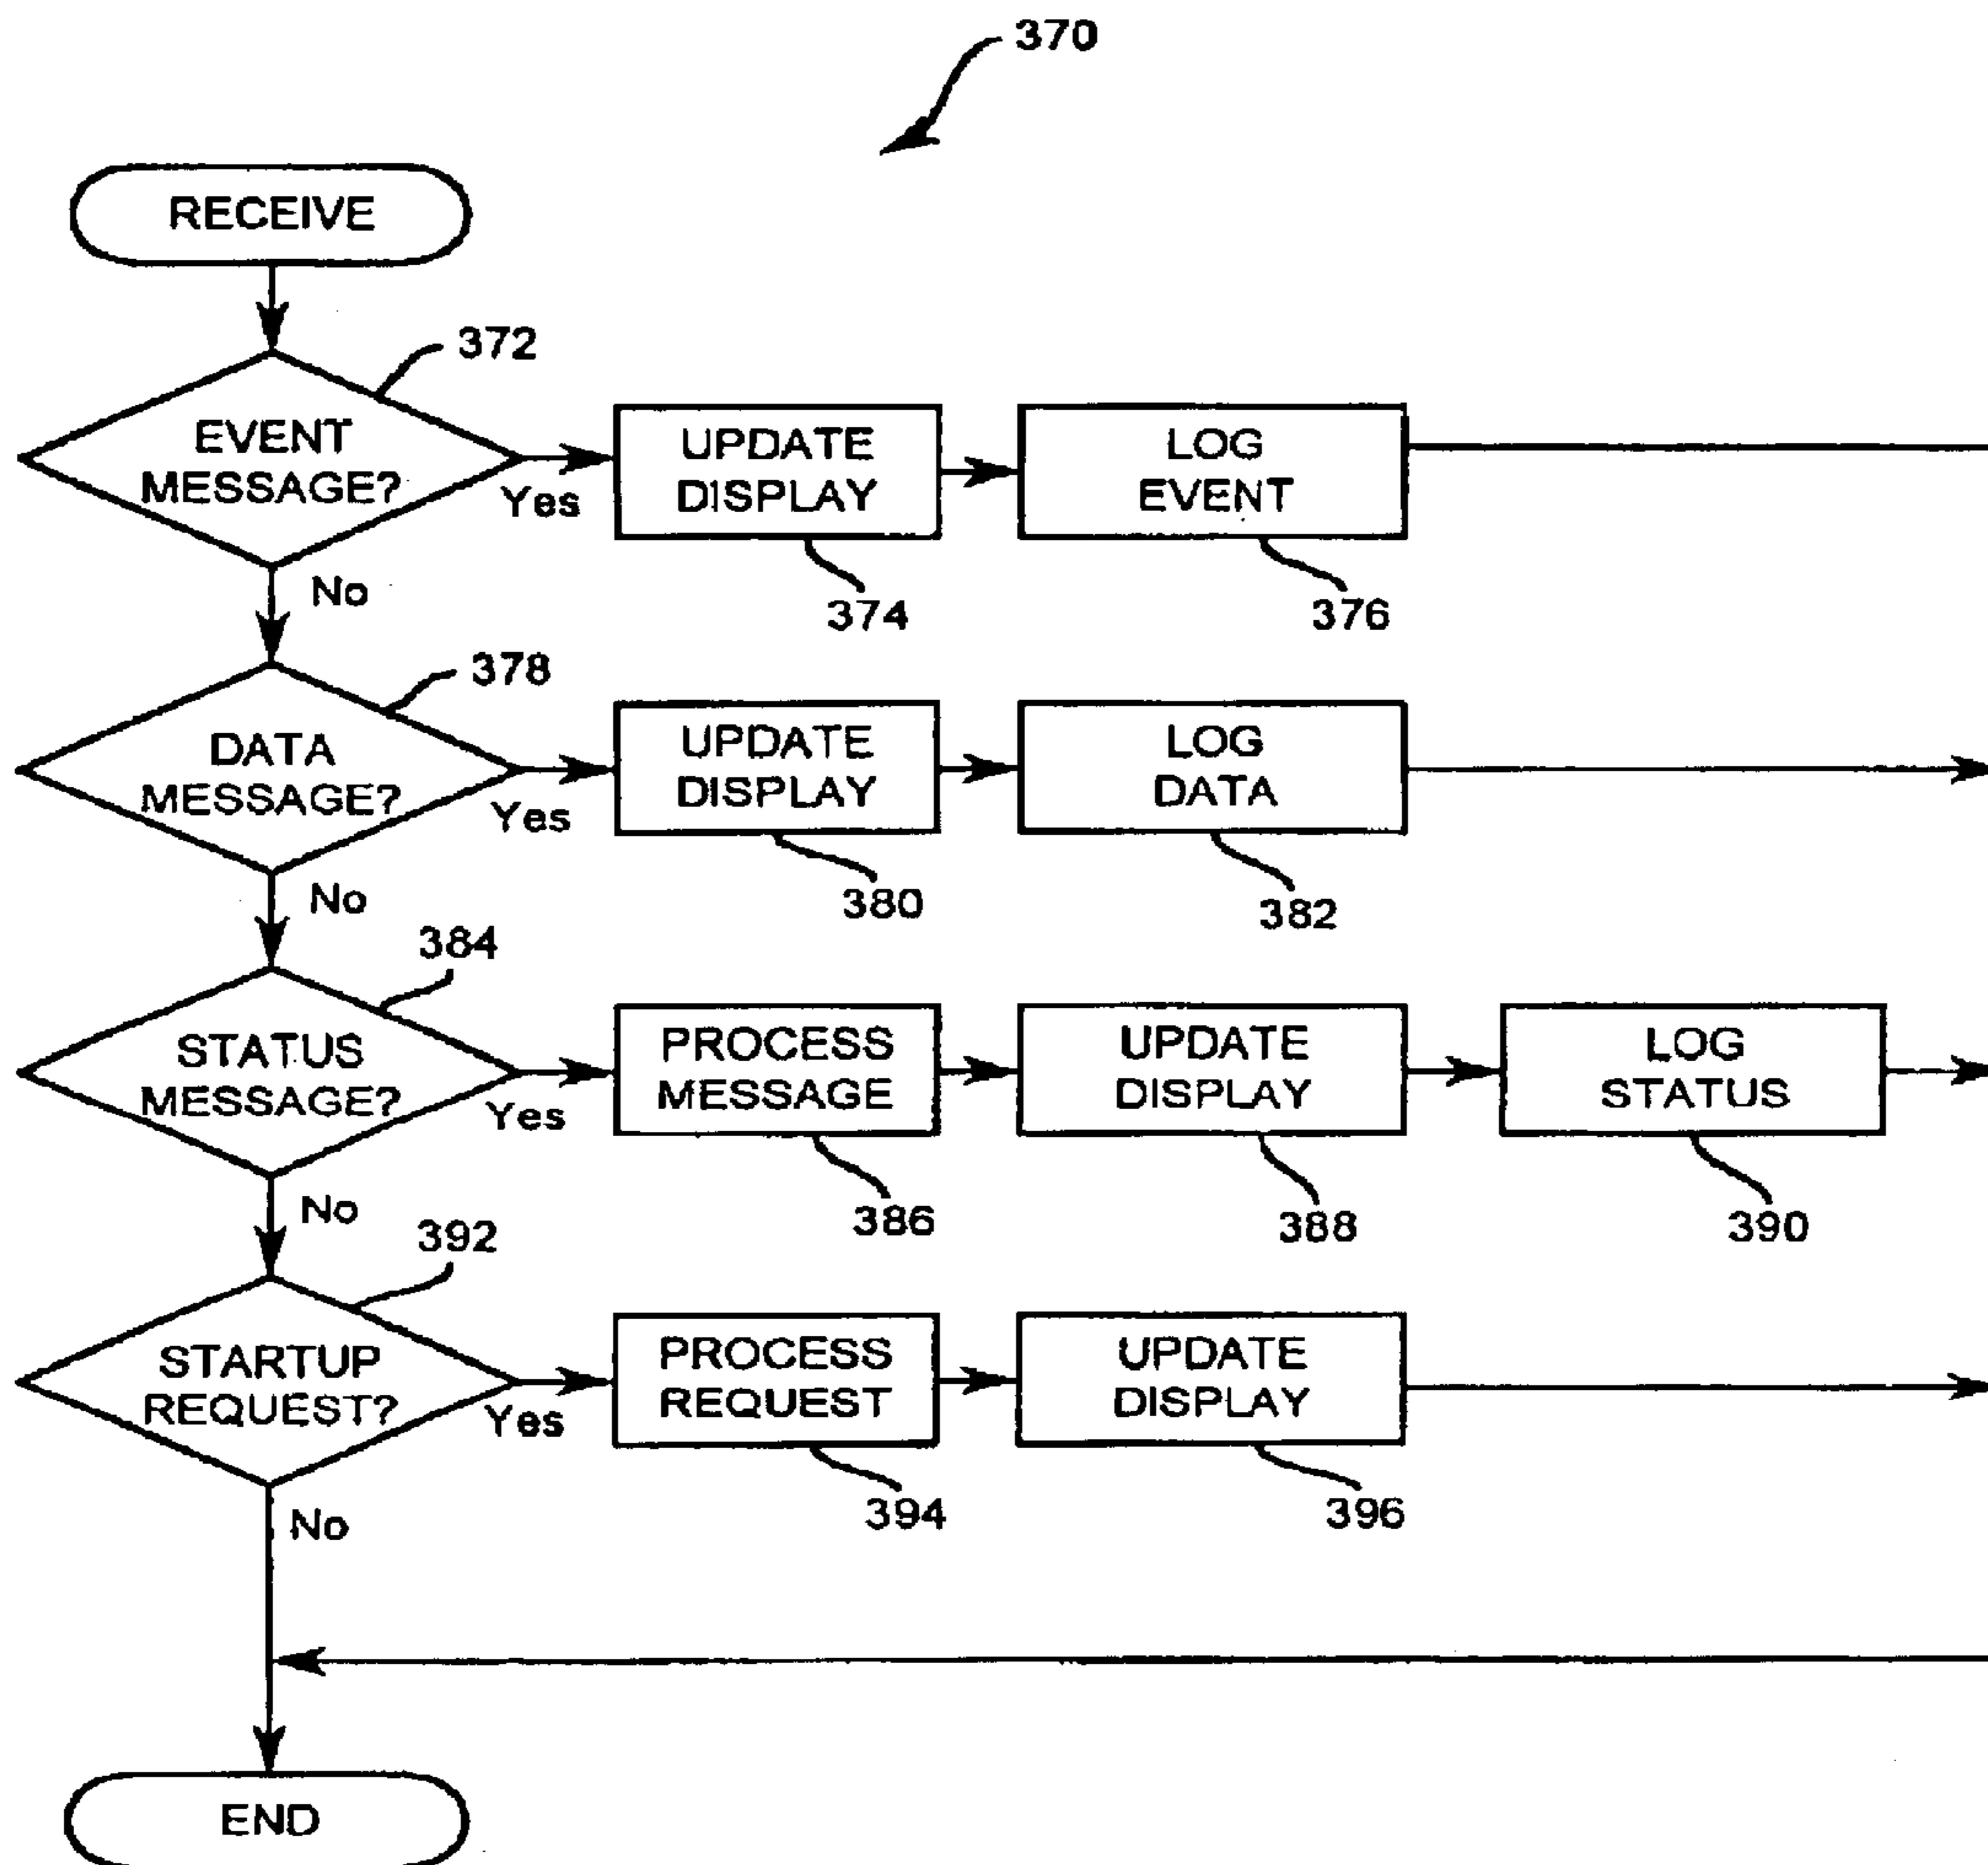 370
RECEIVE
372
EVENT
MESSAGE?
Yes
UPDATE
DISPLAY
374
LOG
EVENT
376
No
378
DATA
MESSAGE?
Yes
UPDATE
DISPLAY
380
LOG
DATA
382
No
384
STATUS
MESSAGE?
Yes
PROCESS
MESSAGE
386
UPDATE
DISPLAY
388
LOG
STATUS
390
No
392
STARTUP
REQUEST?
Yes
PROCESS
REQUEST
394
UPDATE
DISPLAY
396
No
END